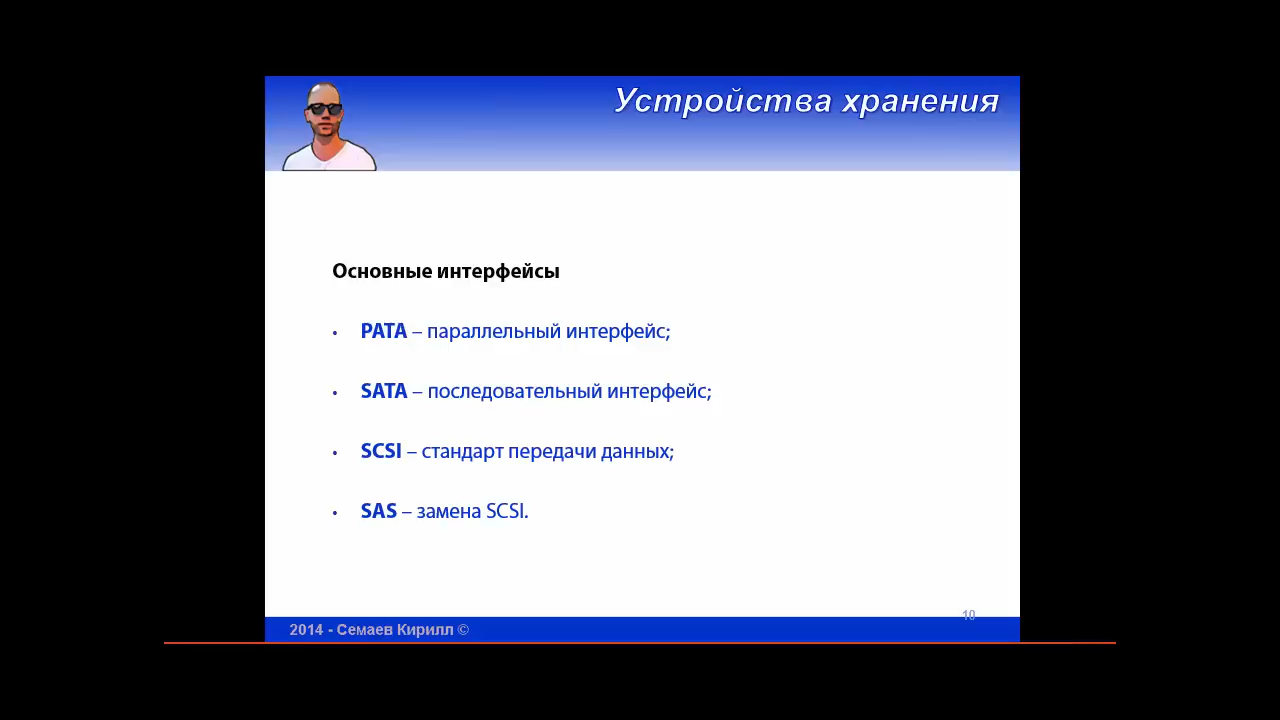 Устройства хранения
Основные интерфейсы
• PATA – параллельный интерфейс;
• SATA – последовательный интерфейс;
• SCSI – стандарт передачи данных;
• SAS – замена SCSI.
10
2014 - Семаев Кирилл ©